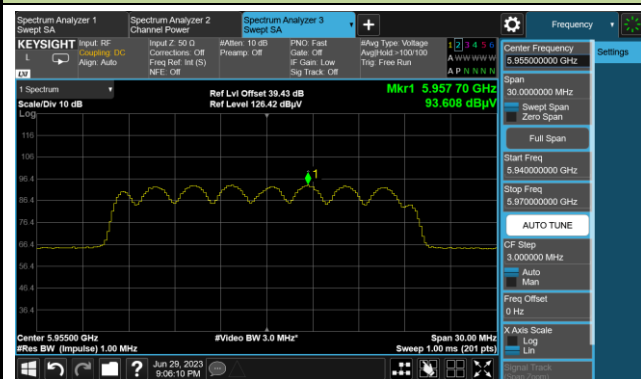 Spectrum Analyzer 1
Swept SA
Spectrum Analyzer 2
Channel Power
Spectrum Analyzer 3
Swept SA
Frequency
KEYSIGHT
L
LXI
Input: RF
Coupling: DC
Align: Auto
Input Z: 50 Ω
Corrections: Off
Freq Ref: Int (S)
NFE: Off
#Atten: 10 dB
Preamp: Off
PNO: Fast
Gate: Off
IF Gain: Low
Sig Track: Off
#Avg Type: Voltage
Avg|Hold:>100/100
Trig: Free Run
1 2 3 4 5 6
A W W W W W
A P N N N N
1 Spectrum
Scale/Div 10 dB
Log
Ref Lvl Offset 39.43 dB
Ref Level 126.42 dBµV
Mkr1 5.957 70 GHz
93.608 dBµV
116
106
96.4
86.4
76.4
66.4
56.4
46.4
36.4
1
Center 5.95500 GHz
#Res BW (Impulse) 1.00 MHz
#Video BW 3.0 MHz*
Span 30.00 MHz
Sweep 1.00 ms (201 pts)
Center Frequency
5.955000000 GHz
Span
30.0000000 MHz
Swept Span
Zero Span
Full Span
Start Freq
5.940000000 GHz
Stop Freq
5.970000000 GHz
AUTO TUNE
CF Step
3.000000 MHz
Auto
Man
Freq Offset
0 Hz
X Axis Scale
Log
Lin
Signal Track
(Span Zoom)
Settings
?
Jun 29, 2023
9:06:10 PM